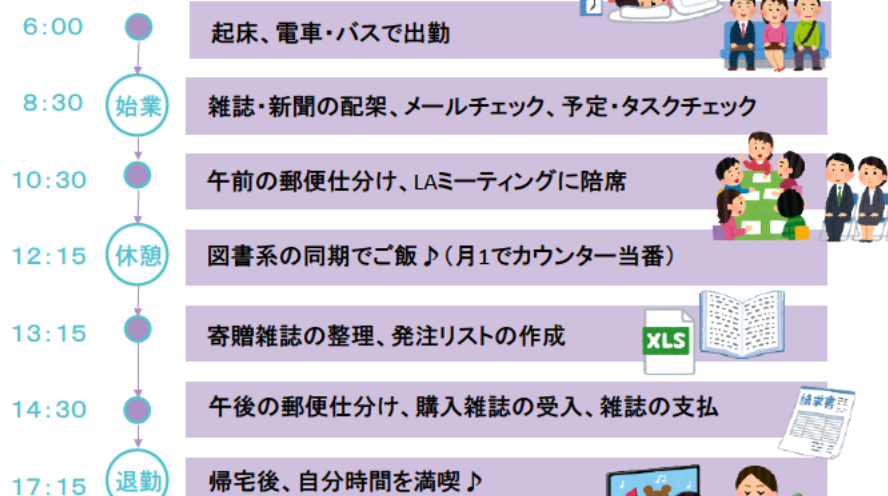 6:00
起床、電車・バスで出勤
8:30
始業
雑誌・新聞の配架、メールチェック、予定・タスクチェック
10:30
午前の郵便仕分け、LAミーティングに陪席
12:15
休憩
図書系の同期でご飯♪(月1でカウンター当番)
13:15
寄贈雑誌の整理、発注リストの作成
XLS
14:30
午後の郵便仕分け、購入雑誌の受入、雑誌の支払
請求書
17:15
退勤
帰宅後、自分時間を満喫♪